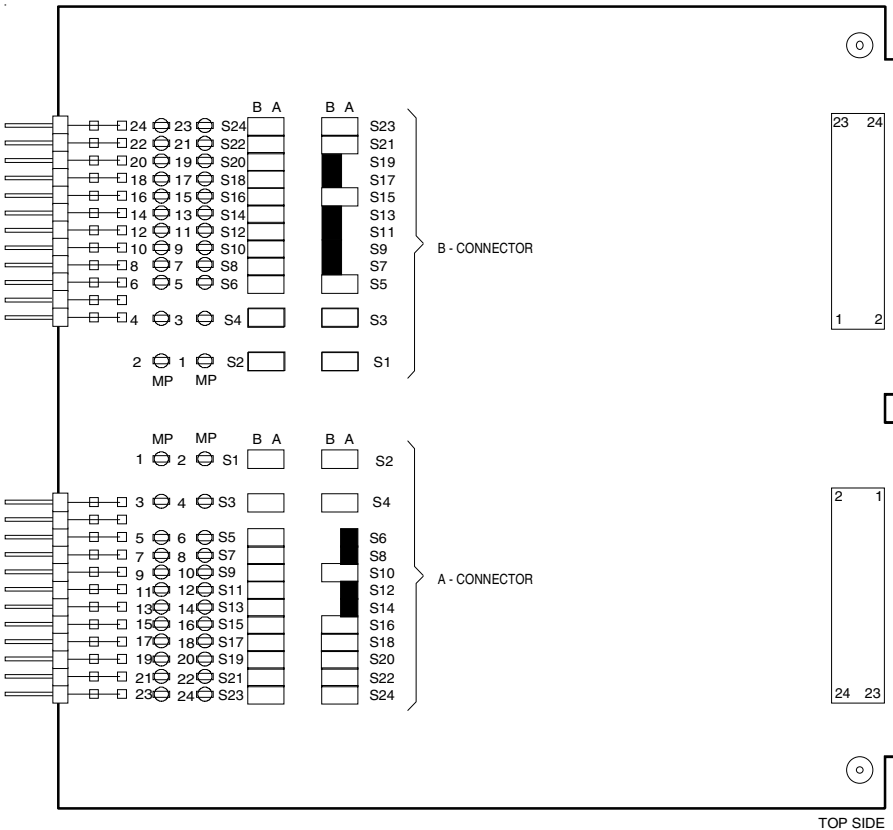 B A B A
24 23 S24 S23 23 24
22 21 S22 S21
20 19 S20 S19
18 17 S18 S17
16 15 S16 S15
14 13 S14 S13
12 11 S12 S11
10 9 S10 S9
B - CONNECTOR
8 7 S8 S7
6 5 S6 S5
4 3 S4 S3 1 2
2 1 S2 S1
MP MP
MP MP B A B A
1 2 S1 S2
3 4 S3 S4 2 1
5 6 S5 S6
7 8 S7 S8
9 10 S9 S10
A - CONNECTOR
11 12 S11 S12
13 14 S13 S14
15 16 S15 S16
17 18 S17 S18
19 20 S19 S20
21 22 S21 S22
23 24 S23 S24 24 23
TOP SIDE